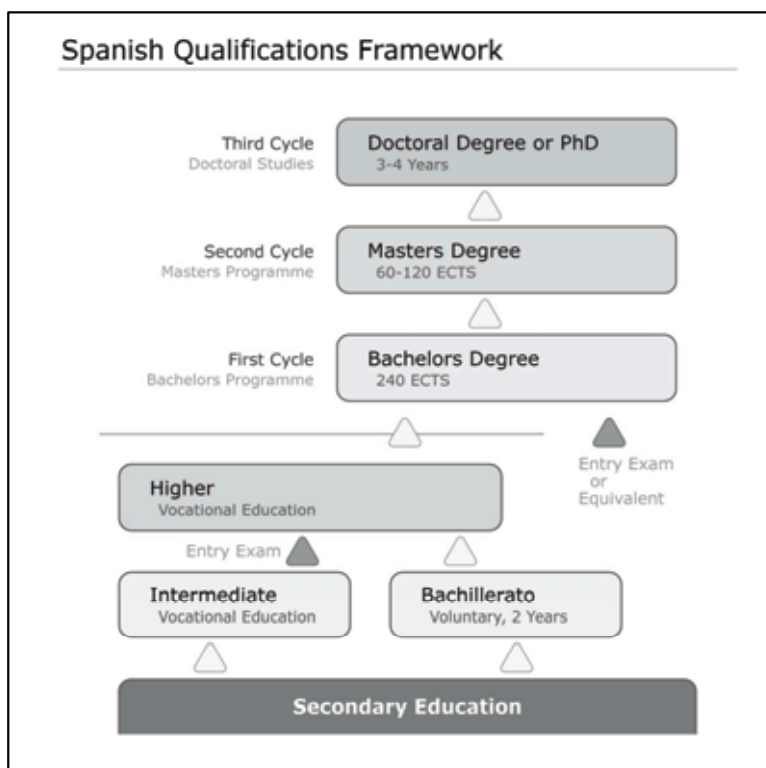 Spanish Qualifications Framework
Third Cycle
Doctoral Studies
Doctoral Degree or PhD
3-4 Years
Second Cycle
Masters Programme
Masters Degree
60-120 ECTS
First Cycle
Bachelors Programme
Bachelors Degree
240 ECTS
Entry Exam
or
Equivalent
Higher
Vocational Education
Entry Exam
Intermediate
Vocational Education
Bachillerato
Voluntary, 2 Years
Secondary Education